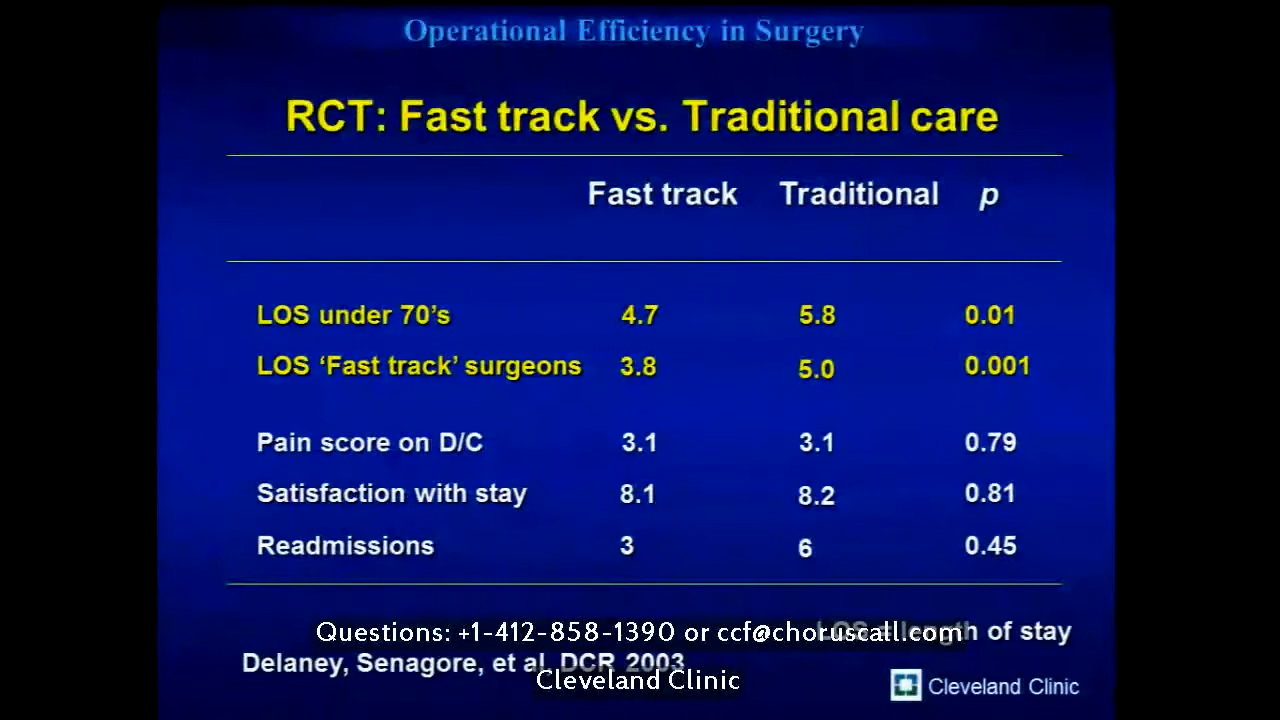 Operational Efficiency in Surgery
RCT: Fast track vs. Traditional care
Fast track Traditional p
LOS under 70's 4.7 5.8 0.01
LOS 'Fast track' surgeons 3.8 5.0 0.001
Pain score on D/C 3.1 3.1 0.79
Satisfaction with stay 8.1 8.2 0.81
Readmissions 3 6 0.45
LOS = length of stay
Questions: +1-412-858-1390 or ccf@choruscall.com
Delaney, Senagore, et al, DCR 2003
Cleveland Clinic
Cleveland Clinic